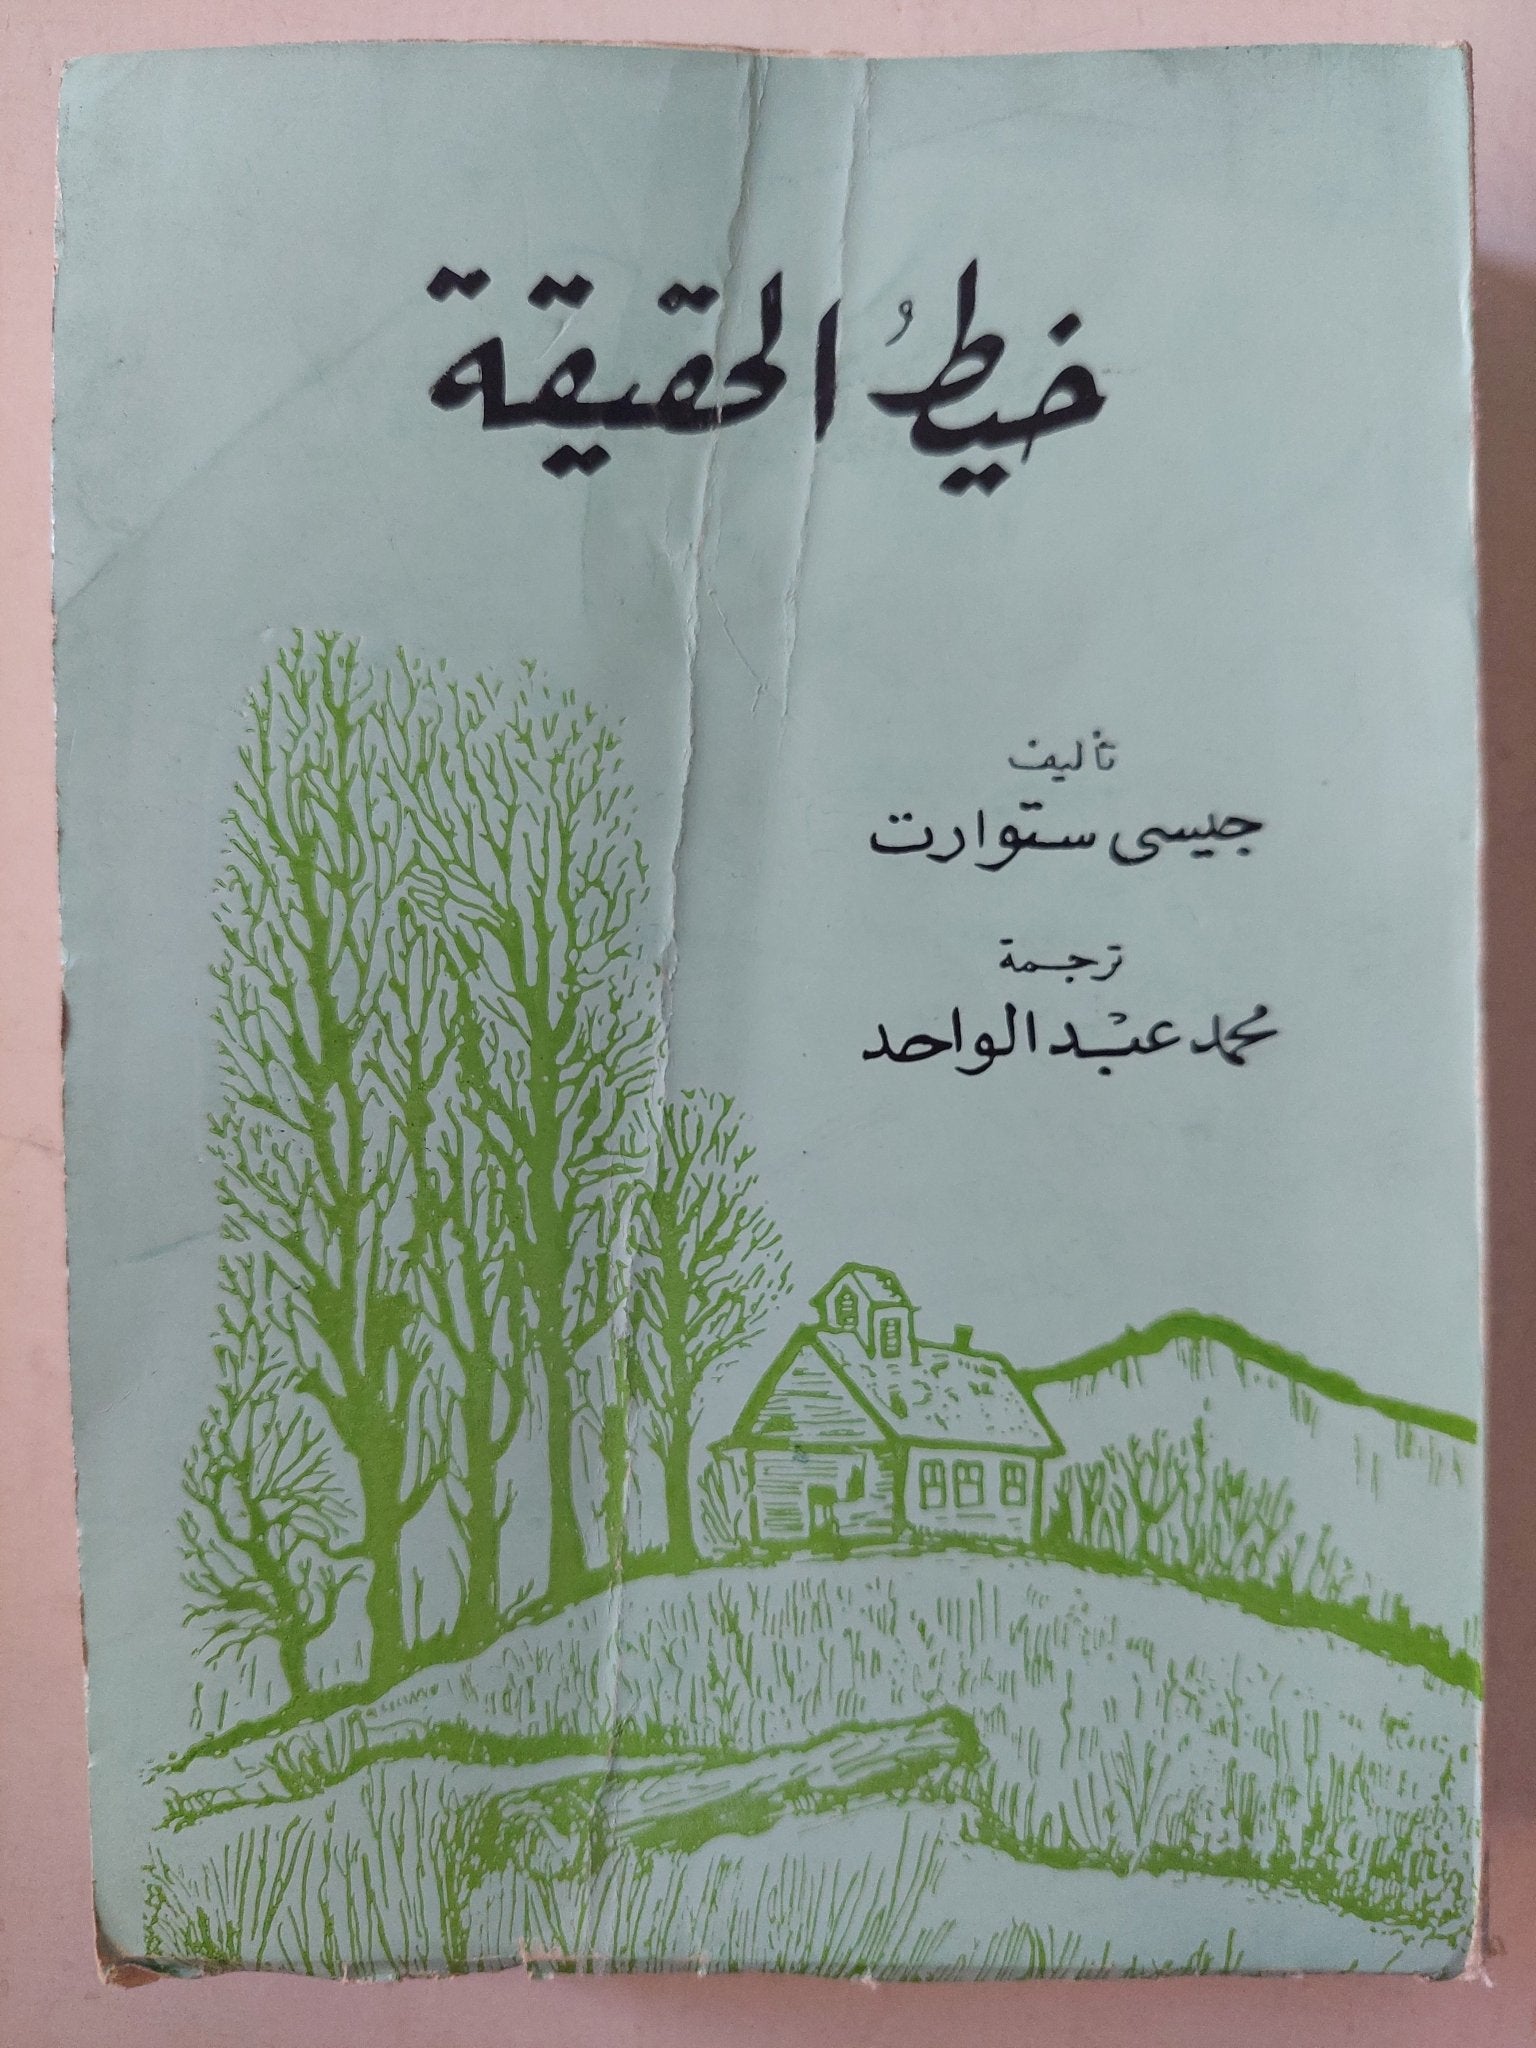 خيطُ الحقيقة
تأليف
جيسى ستوارت
ترجمة
محمد عبد الواحد